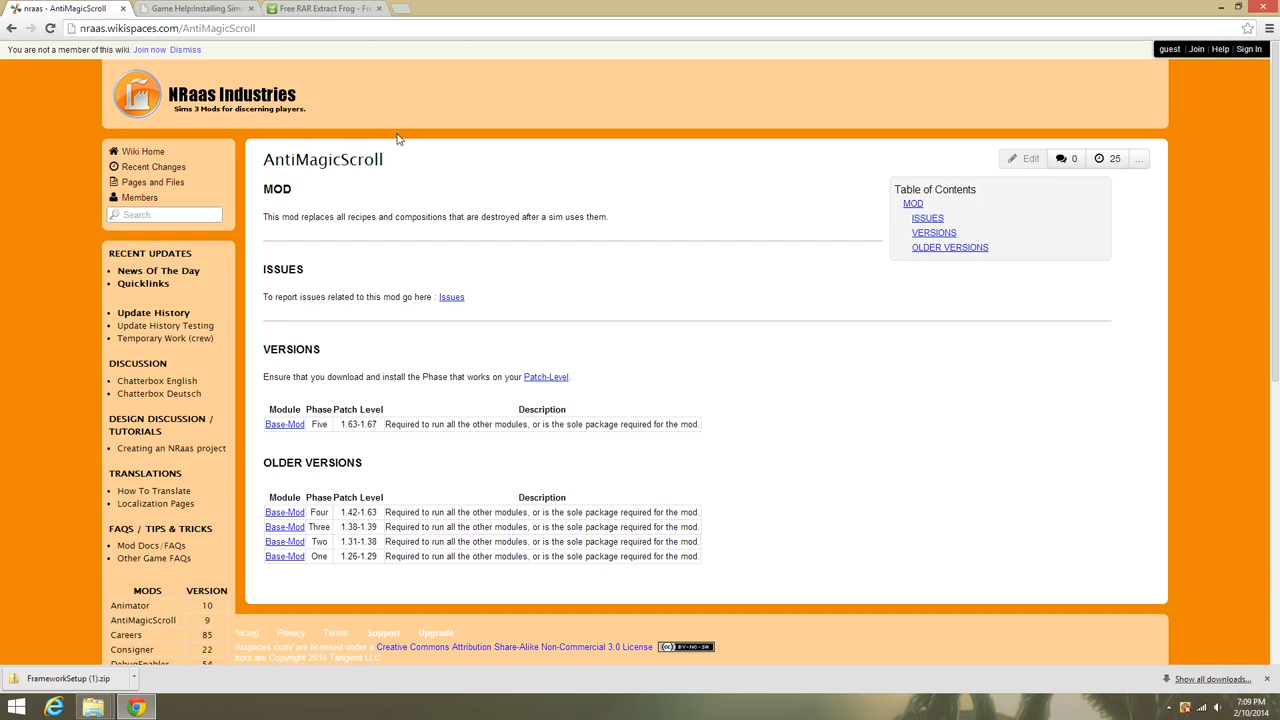 nraas - AntiMagicScroll
Game Help:Installing Sim
Free RAR Extract Frog - Fre
nraas.wikispaces.com/AntiMagicScroll
You are not a member of this wiki. Join now Dismiss
guest | Join | Help | Sign In
NRaas Industries
Sims 3 Mods for discerning players.
Wiki Home
Recent Changes
Pages and Files
Members
Search
RECENT UPDATES
News Of The Day
Quicklinks
Update History
Update History Testing
Temporary Work (crew)
DISCUSSION
Chatterbox English
Chatterbox Deutsch
DESIGN DISCUSSION /
TUTORIALS
Creating an NRaas project
TRANSLATIONS
How To Translate
Localization Pages
FAQS / TIPS & TRICKS
Mod Docs/FAQs
Other Game FAQs
MODS VERSION
Animator 10
AntiMagicScroll 9
Careers 85
Consigner 22
DebugEnabler 54
AntiMagicScroll
Edit 0 25 ...
MOD
This mod replaces all recipes and compositions that are destroyed after a sim uses them.
Table of Contents
MOD
ISSUES
VERSIONS
OLDER VERSIONS
ISSUES
To report issues related to this mod go here : Issues
VERSIONS
Ensure that you download and install the Phase that works on your Patch-Level.
Module Phase Patch Level Description
Base-Mod Five 1.63-1.67 Required to run all the other modules, or is the sole package required for the mod.
OLDER VERSIONS
Module Phase Patch Level Description
Base-Mod Four 1.42-1.63 Required to run all the other modules, or is the sole package required for the mod.
Base-Mod Three 1.38-1.39 Required to run all the other modules, or is the sole package required for the mod.
Base-Mod Two 1.31-1.38 Required to run all the other modules, or is the sole package required for the mod.
Base-Mod One 1.26-1.29 Required to run all the other modules, or is the sole package required for the mod.
ricing · Privacy · Terms · Support · Upgrade
ikispaces.com/ are licensed under a Creative Commons Attribution Share-Alike Non-Commercial 3.0 License
utors are Copyright 2014 Tangient LLC
FrameworkSetup (1).zip
Show all downloads...
7:09 PM
2/10/2014